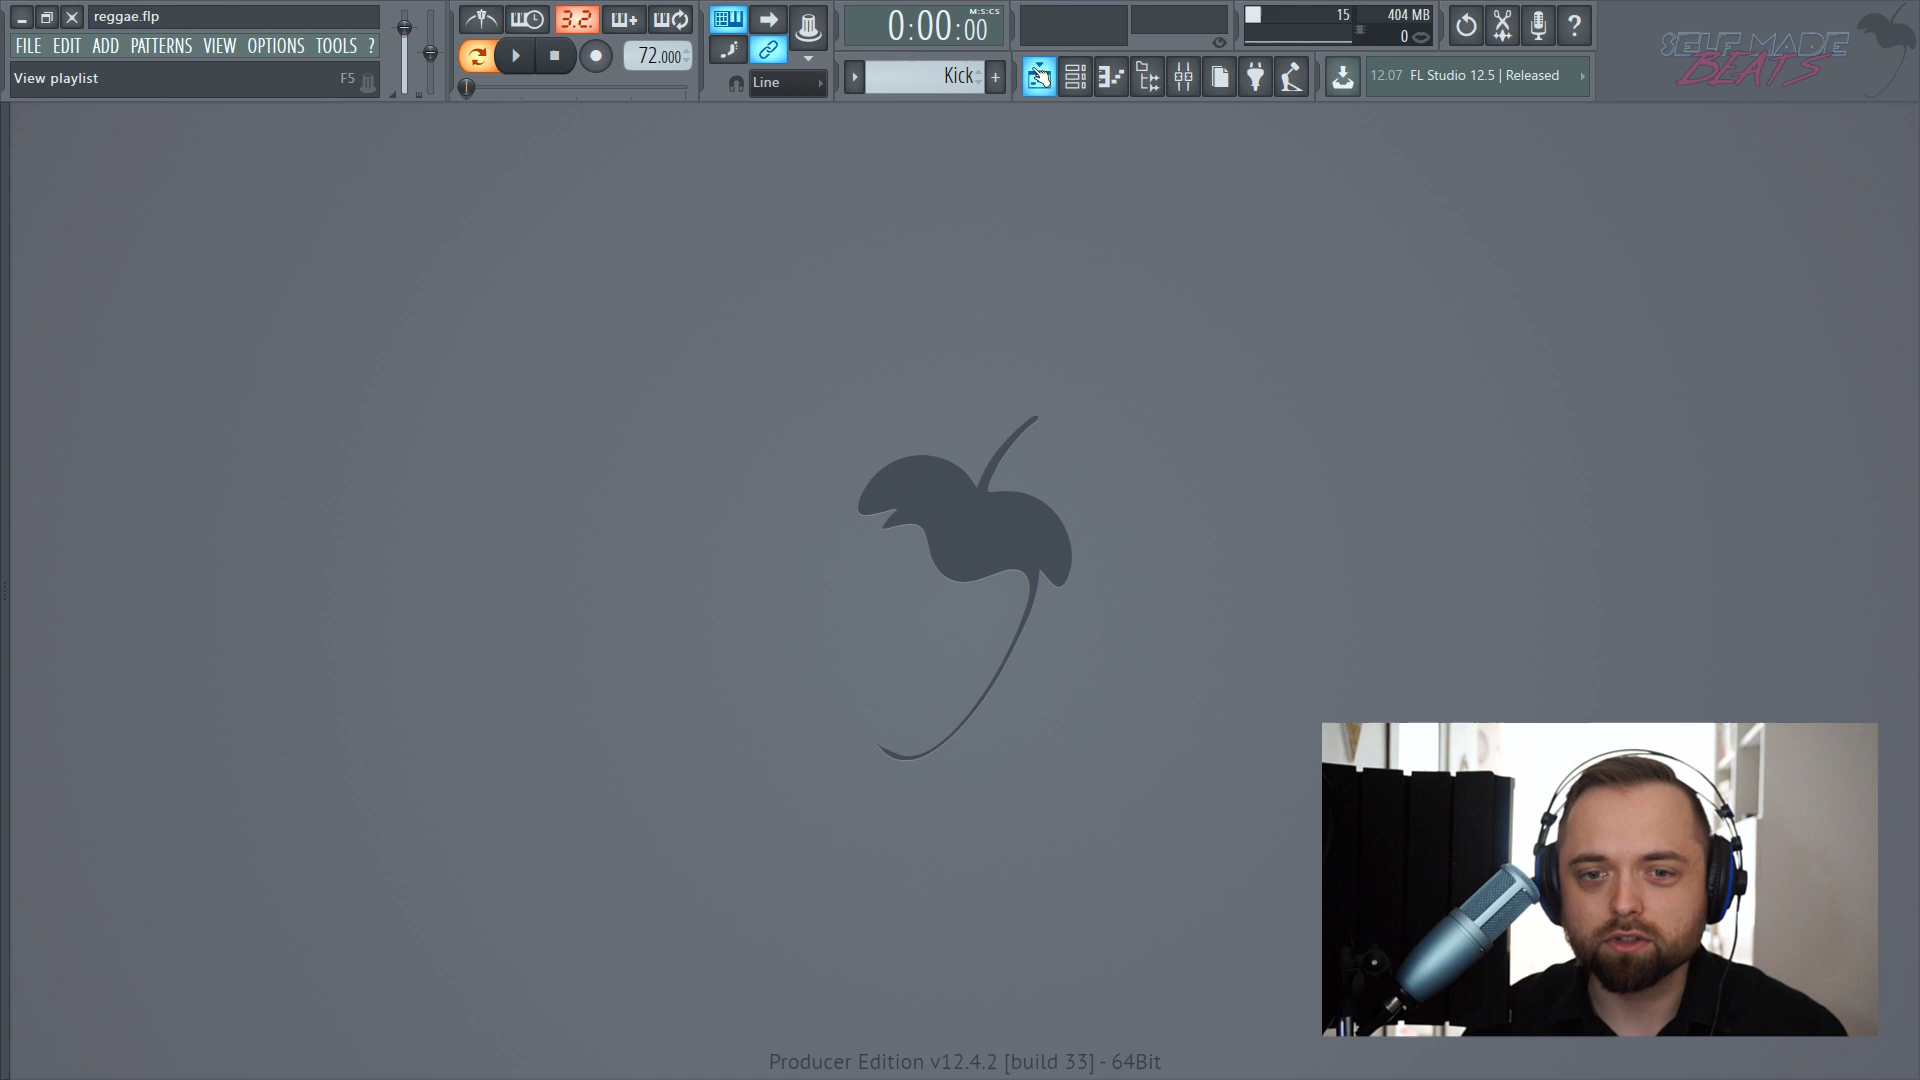 reggae.flp
FILE EDIT ADD PATTERNS VIEW OPTIONS TOOLS ?
View playlist F5
3.2.
72.000
Line
0:00:00
M:S:CS
Kick
+
15
404 MB
0
?
12.07 FL Studio 12.5 | Released
SELF MADE
BEATS
Producer Edition v12.4.2 [build 33] - 64Bit